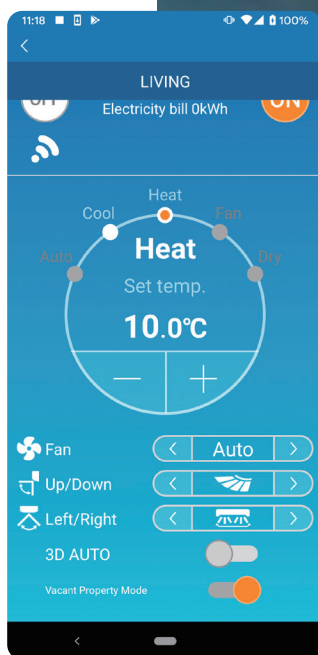 11:18
100%
LIVING
OFF
Electricity bill 0kWh
ON
Heat
Cool
Fan
Auto
Heat
Dry
Set temp.
10.0°C
Fan
Auto
Up/Down
Left/Right
3D AUTO
Vacant Property Mode